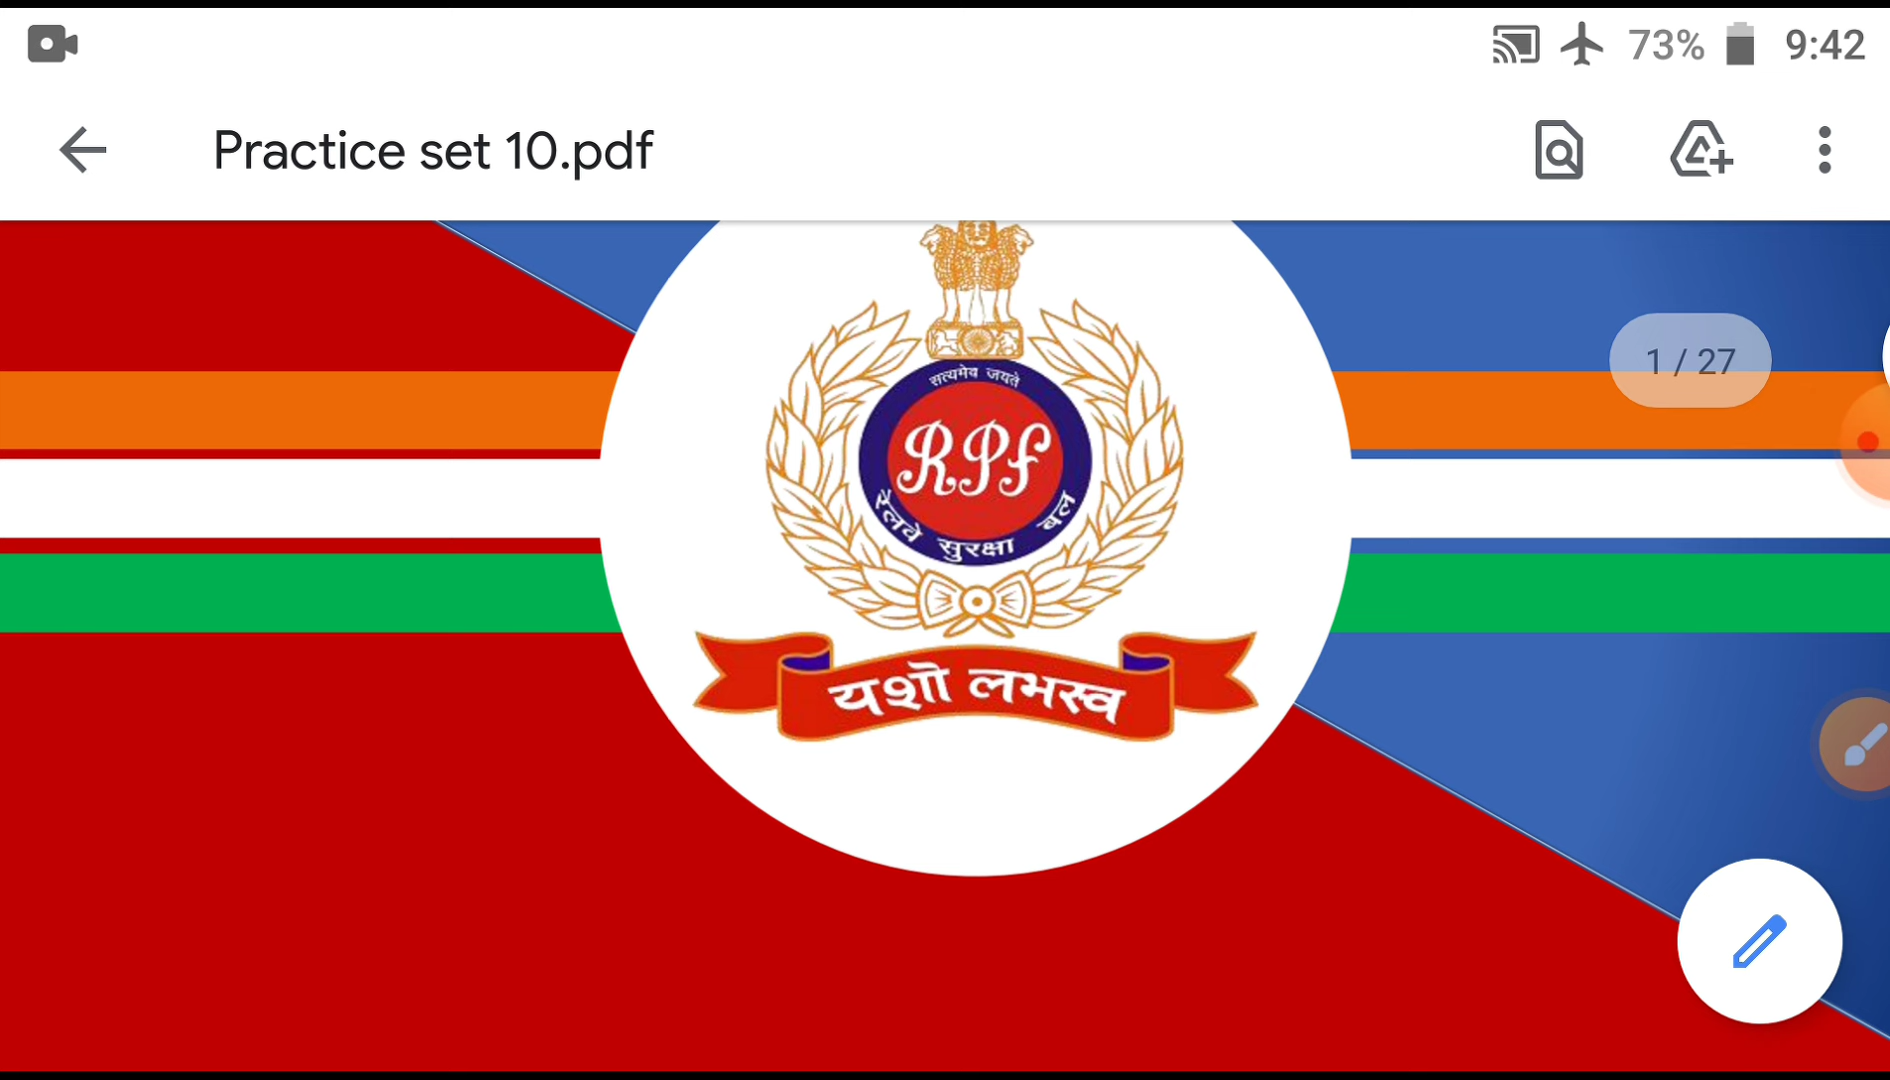 73% 9:42
Practice set 10.pdf
1 / 27
सत्यमेव जयते
RPf
रेलवे सुरक्षा बल
यशो लभस्व